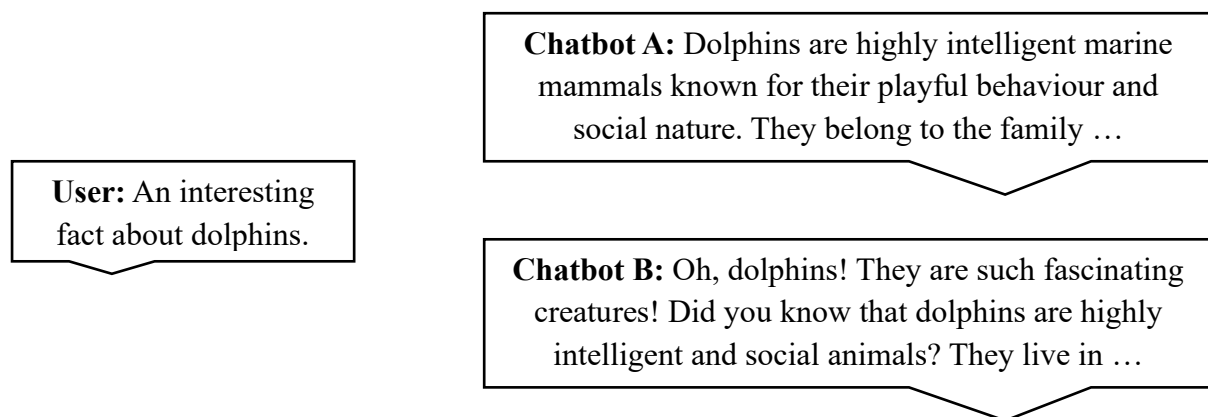 User: An interesting
fact about dolphins.
Chatbot A: Dolphins are highly intelligent marine
mammals known for their playful behaviour and
social nature. They belong to the family …
Chatbot B: Oh, dolphins! They are such fascinating
creatures! Did you know that dolphins are highly
intelligent and social animals? They live in …